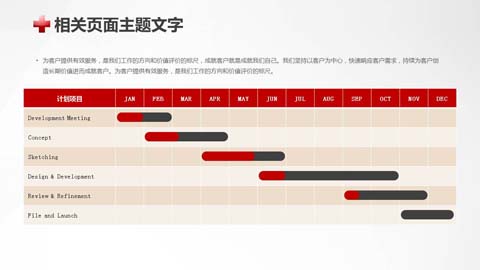 相关页面主题文字
• 为客户提供有效服务，是我们工作的方向和价值评价的标尺，成就客户就是成就我们自己。我们坚持以客户为中心，快速响应客户需求，持续为客户创
造长期价值进而成就客户。为客户提供有效服务，是我们工作的方向和价值评价的标尺。
计划项目 JAN FEB MAR APR MAY JUN JUL AUG SEP OCT NOV DEC
Development Meeting
Concept
Sketching
Design & Development
Review & Refinement
File and Launch